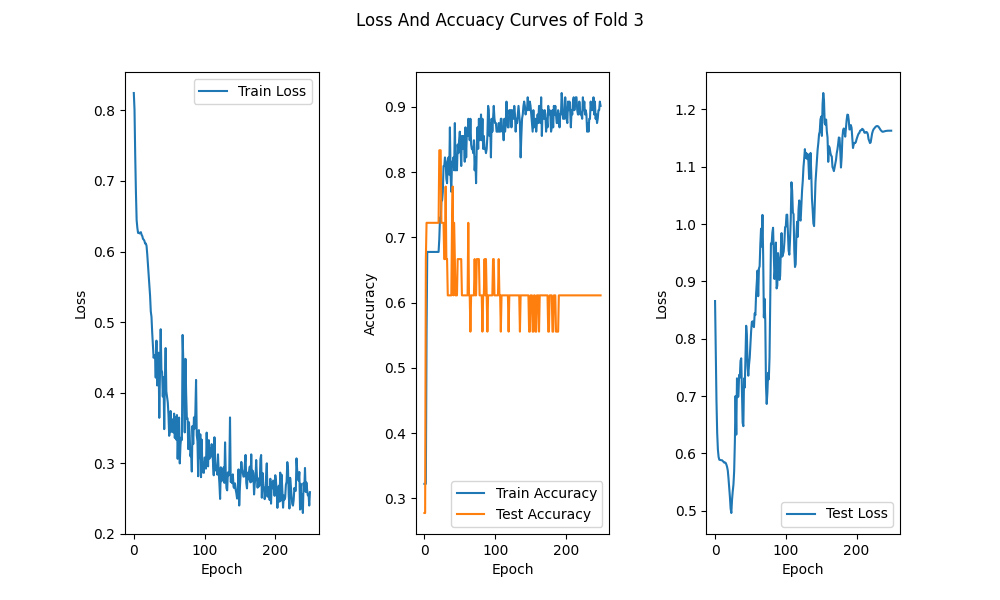 Loss And Accuacy Curves of Fold 3
Train Loss
0.8
0.7
0.6
0.5
0.4
0.3
0.2
Loss
0
100
200
Epoch
0.9
0.8
0.7
0.6
0.5
0.4
0.3
Accuracy
Train Accuracy
Test Accuracy
0
100
200
Epoch
1.2
1.1
1.0
0.9
0.8
0.7
0.6
0.5
Loss
Test Loss
0
100
200
Epoch